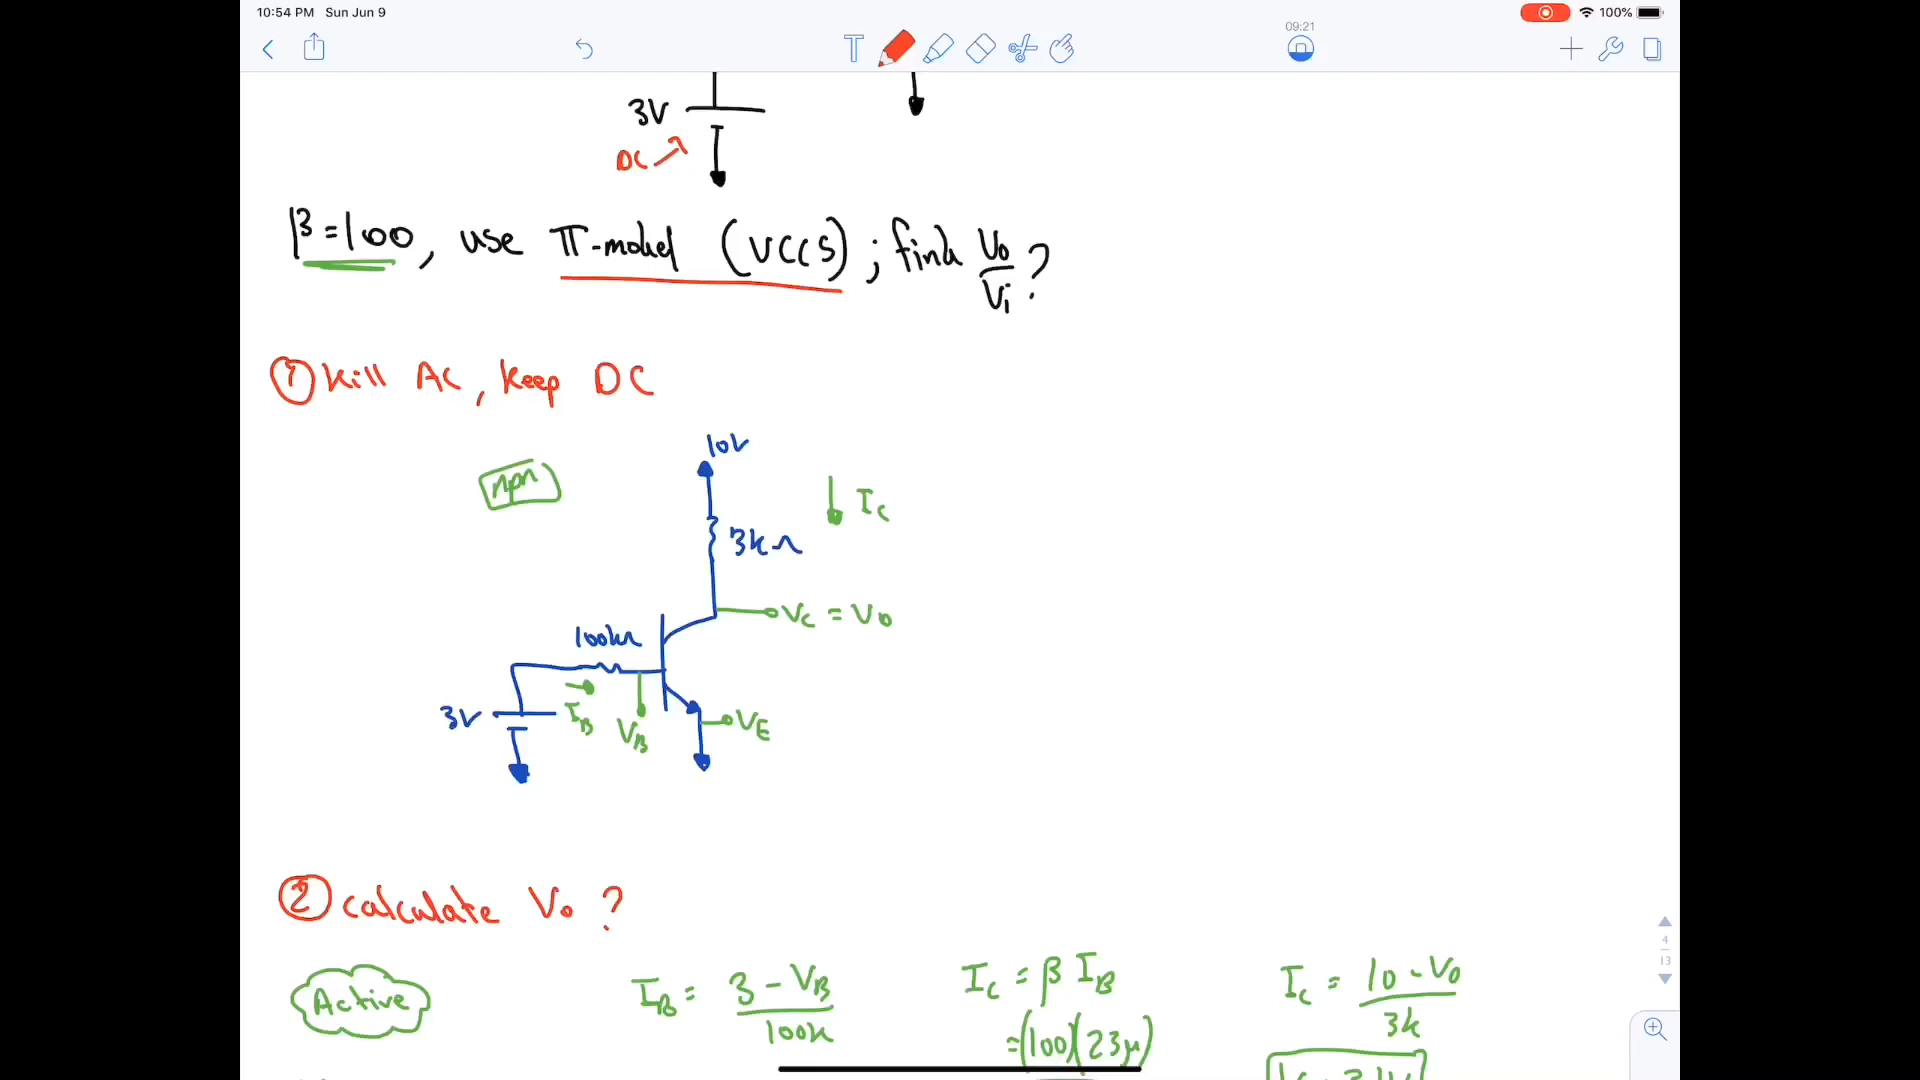 10:54 PM Sun Jun 9
100%
09:21
3V
DC
β=100, use π-model (VCCS); find Vo/Vi?
① Kill AC, keep DC
npn
10V
Ic
3kΩ
Vc = Vo
100kΩ
3V
IB
VB
VE
② calculate Vo?
Active
IB = 3 - VB / 100k
Ic = β IB
= (100)(23μ)
Ic = 10 - Vo / 3k
4
13